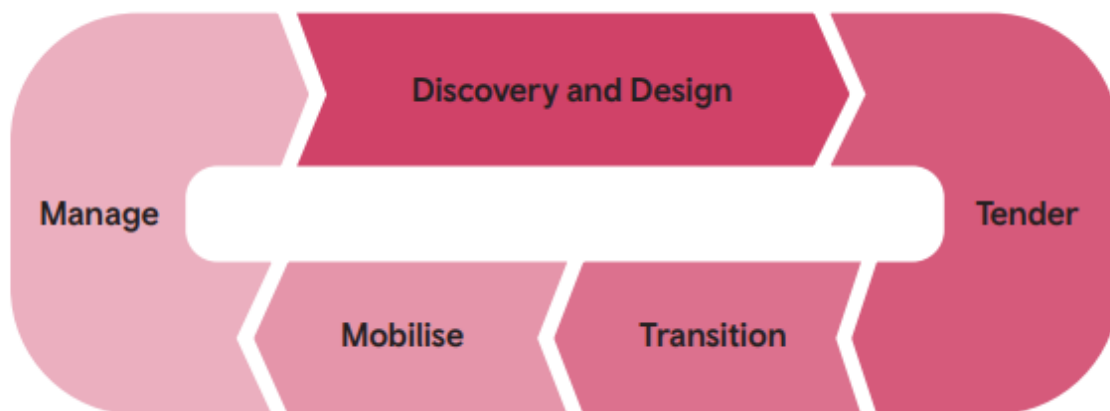 Discovery and Design
Manage
Tender
Mobilise
Transition